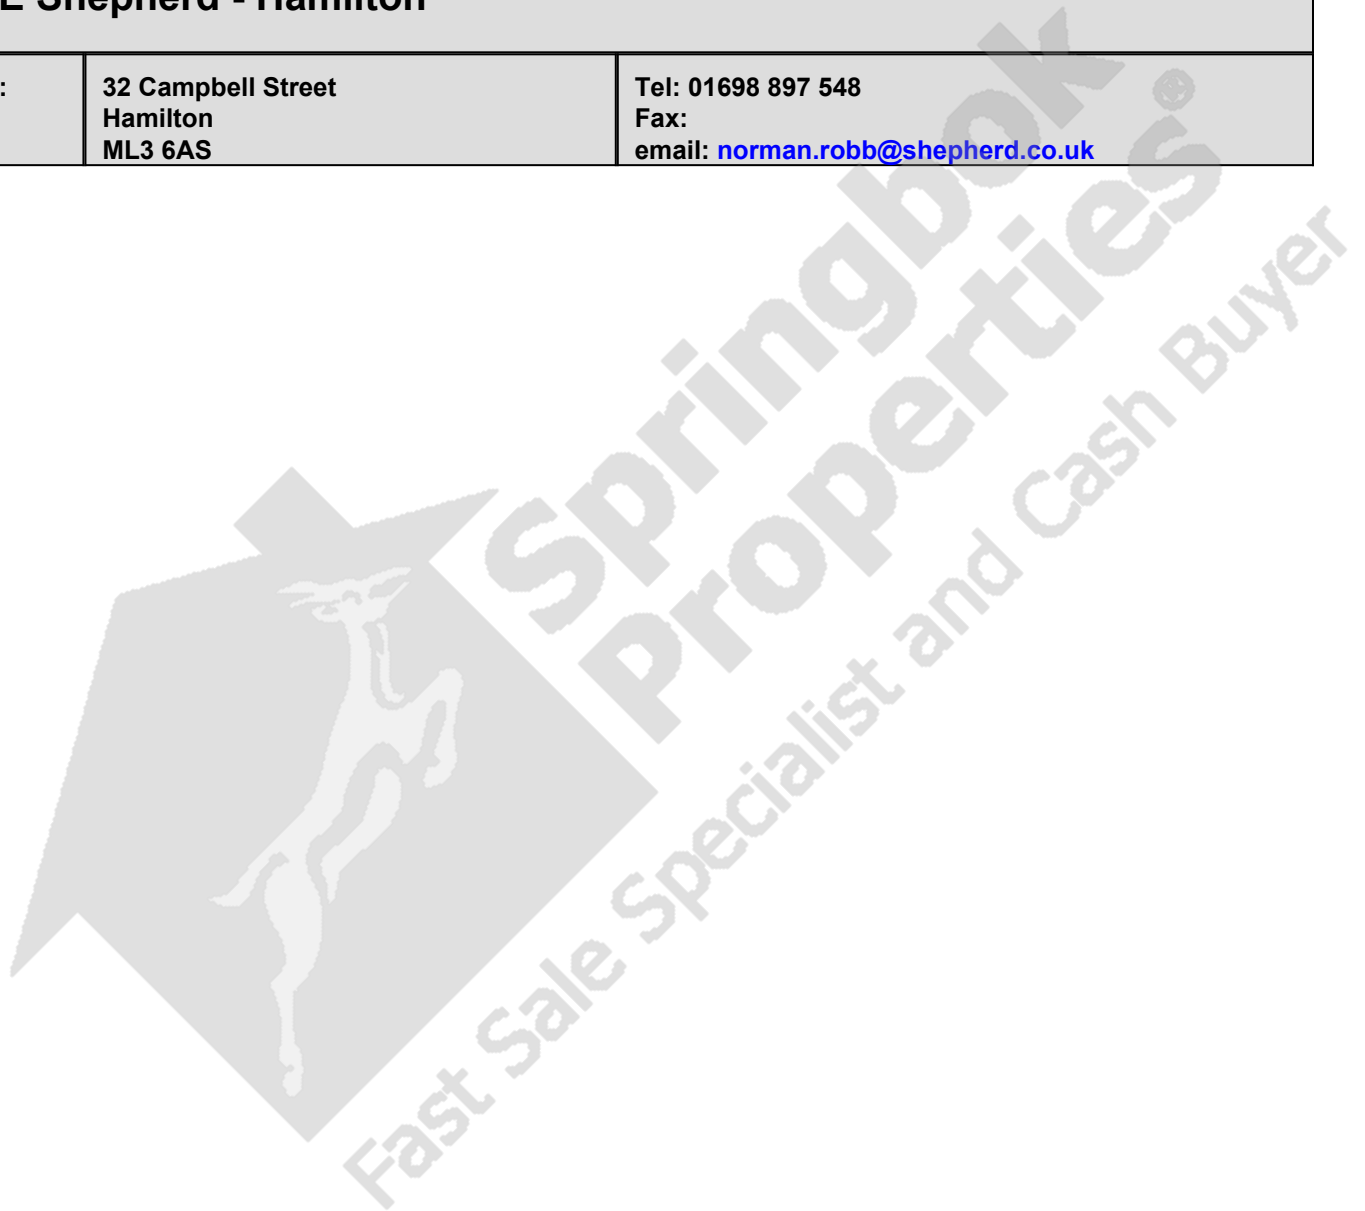 E Shepherd - Hamilton
:
32 Campbell Street
Hamilton
ML3 6AS
Tel: 01698 897 548
Fax:
email: norman.robb@shepherd.co.uk
Springbok
Properties®
Fast Sale Specialist and Cash Buyer